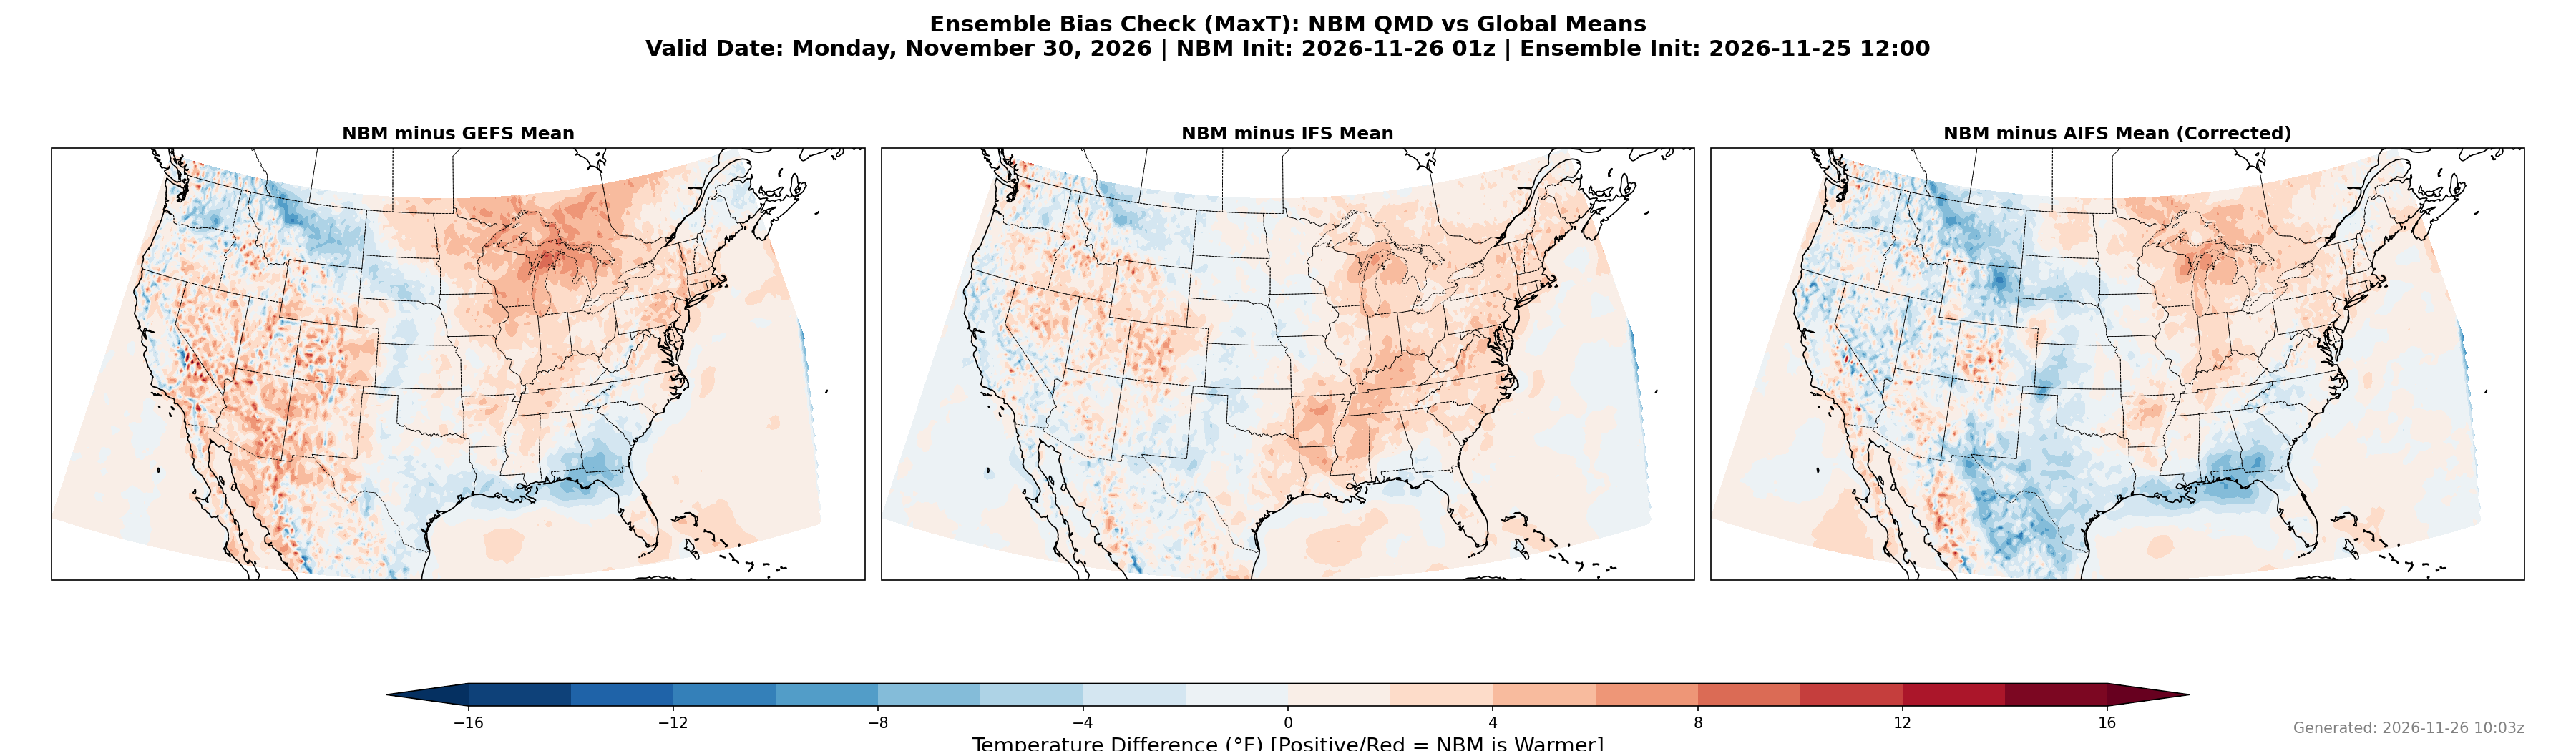 Ensemble Bias Check (MaxT): NBM QMD vs Global Means
Valid Date: Monday, November 30, 2026 | NBM Init: 2026-11-26 01z | Ensemble Init: 2026-11-25 12:00
NBM minus GEFS Mean
NBM minus IFS Mean
NBM minus AIFS Mean (Corrected)
−16 −12 −8 −4 0 4 8 12 16
Temperature Difference (°F) [Positive/Red = NBM is Warmer]
Generated: 2026-11-26 10:03z